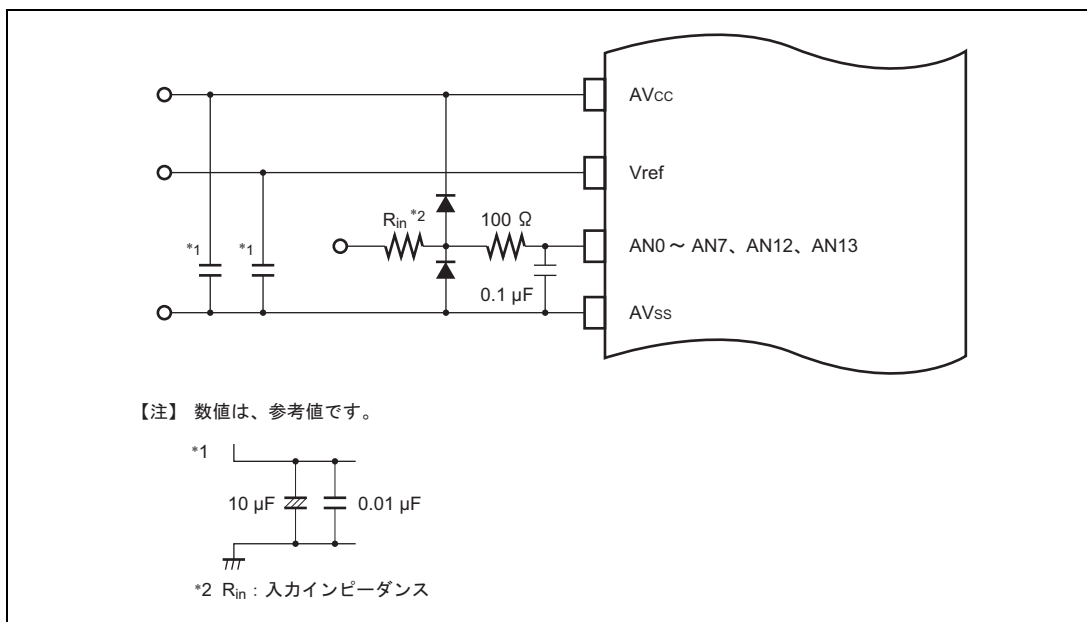 AVcc
Vref
Rin *2
100 Ω
*1
*1
AN0 ~ AN7、AN12、AN13
0.1 µF
AVss
【注】 数値は、参考値です。
*1
10 µF
0.01 µF
*2 Rin : 入力インピーダンス